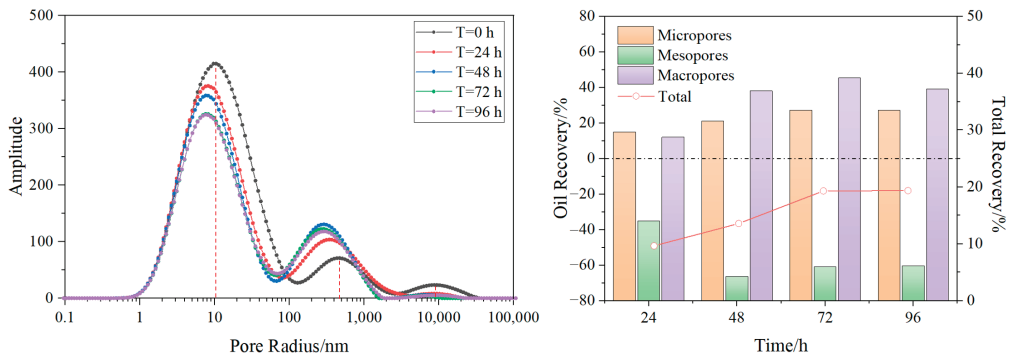 500
400
300
200
100
0
Amplitude
0.1
1
10
100
1,000
10,000
100,000
Pore Radius/nm
T=0 h
T=24 h
T=48 h
T=72 h
T=96 h
80
60
40
20
0
−20
−40
−60
−80
Oil Recovery/%
Micropores
Mesopores
Macropores
Total
50
40
30
20
10
0
Total Recovery/%
24
48
72
96
Time/h